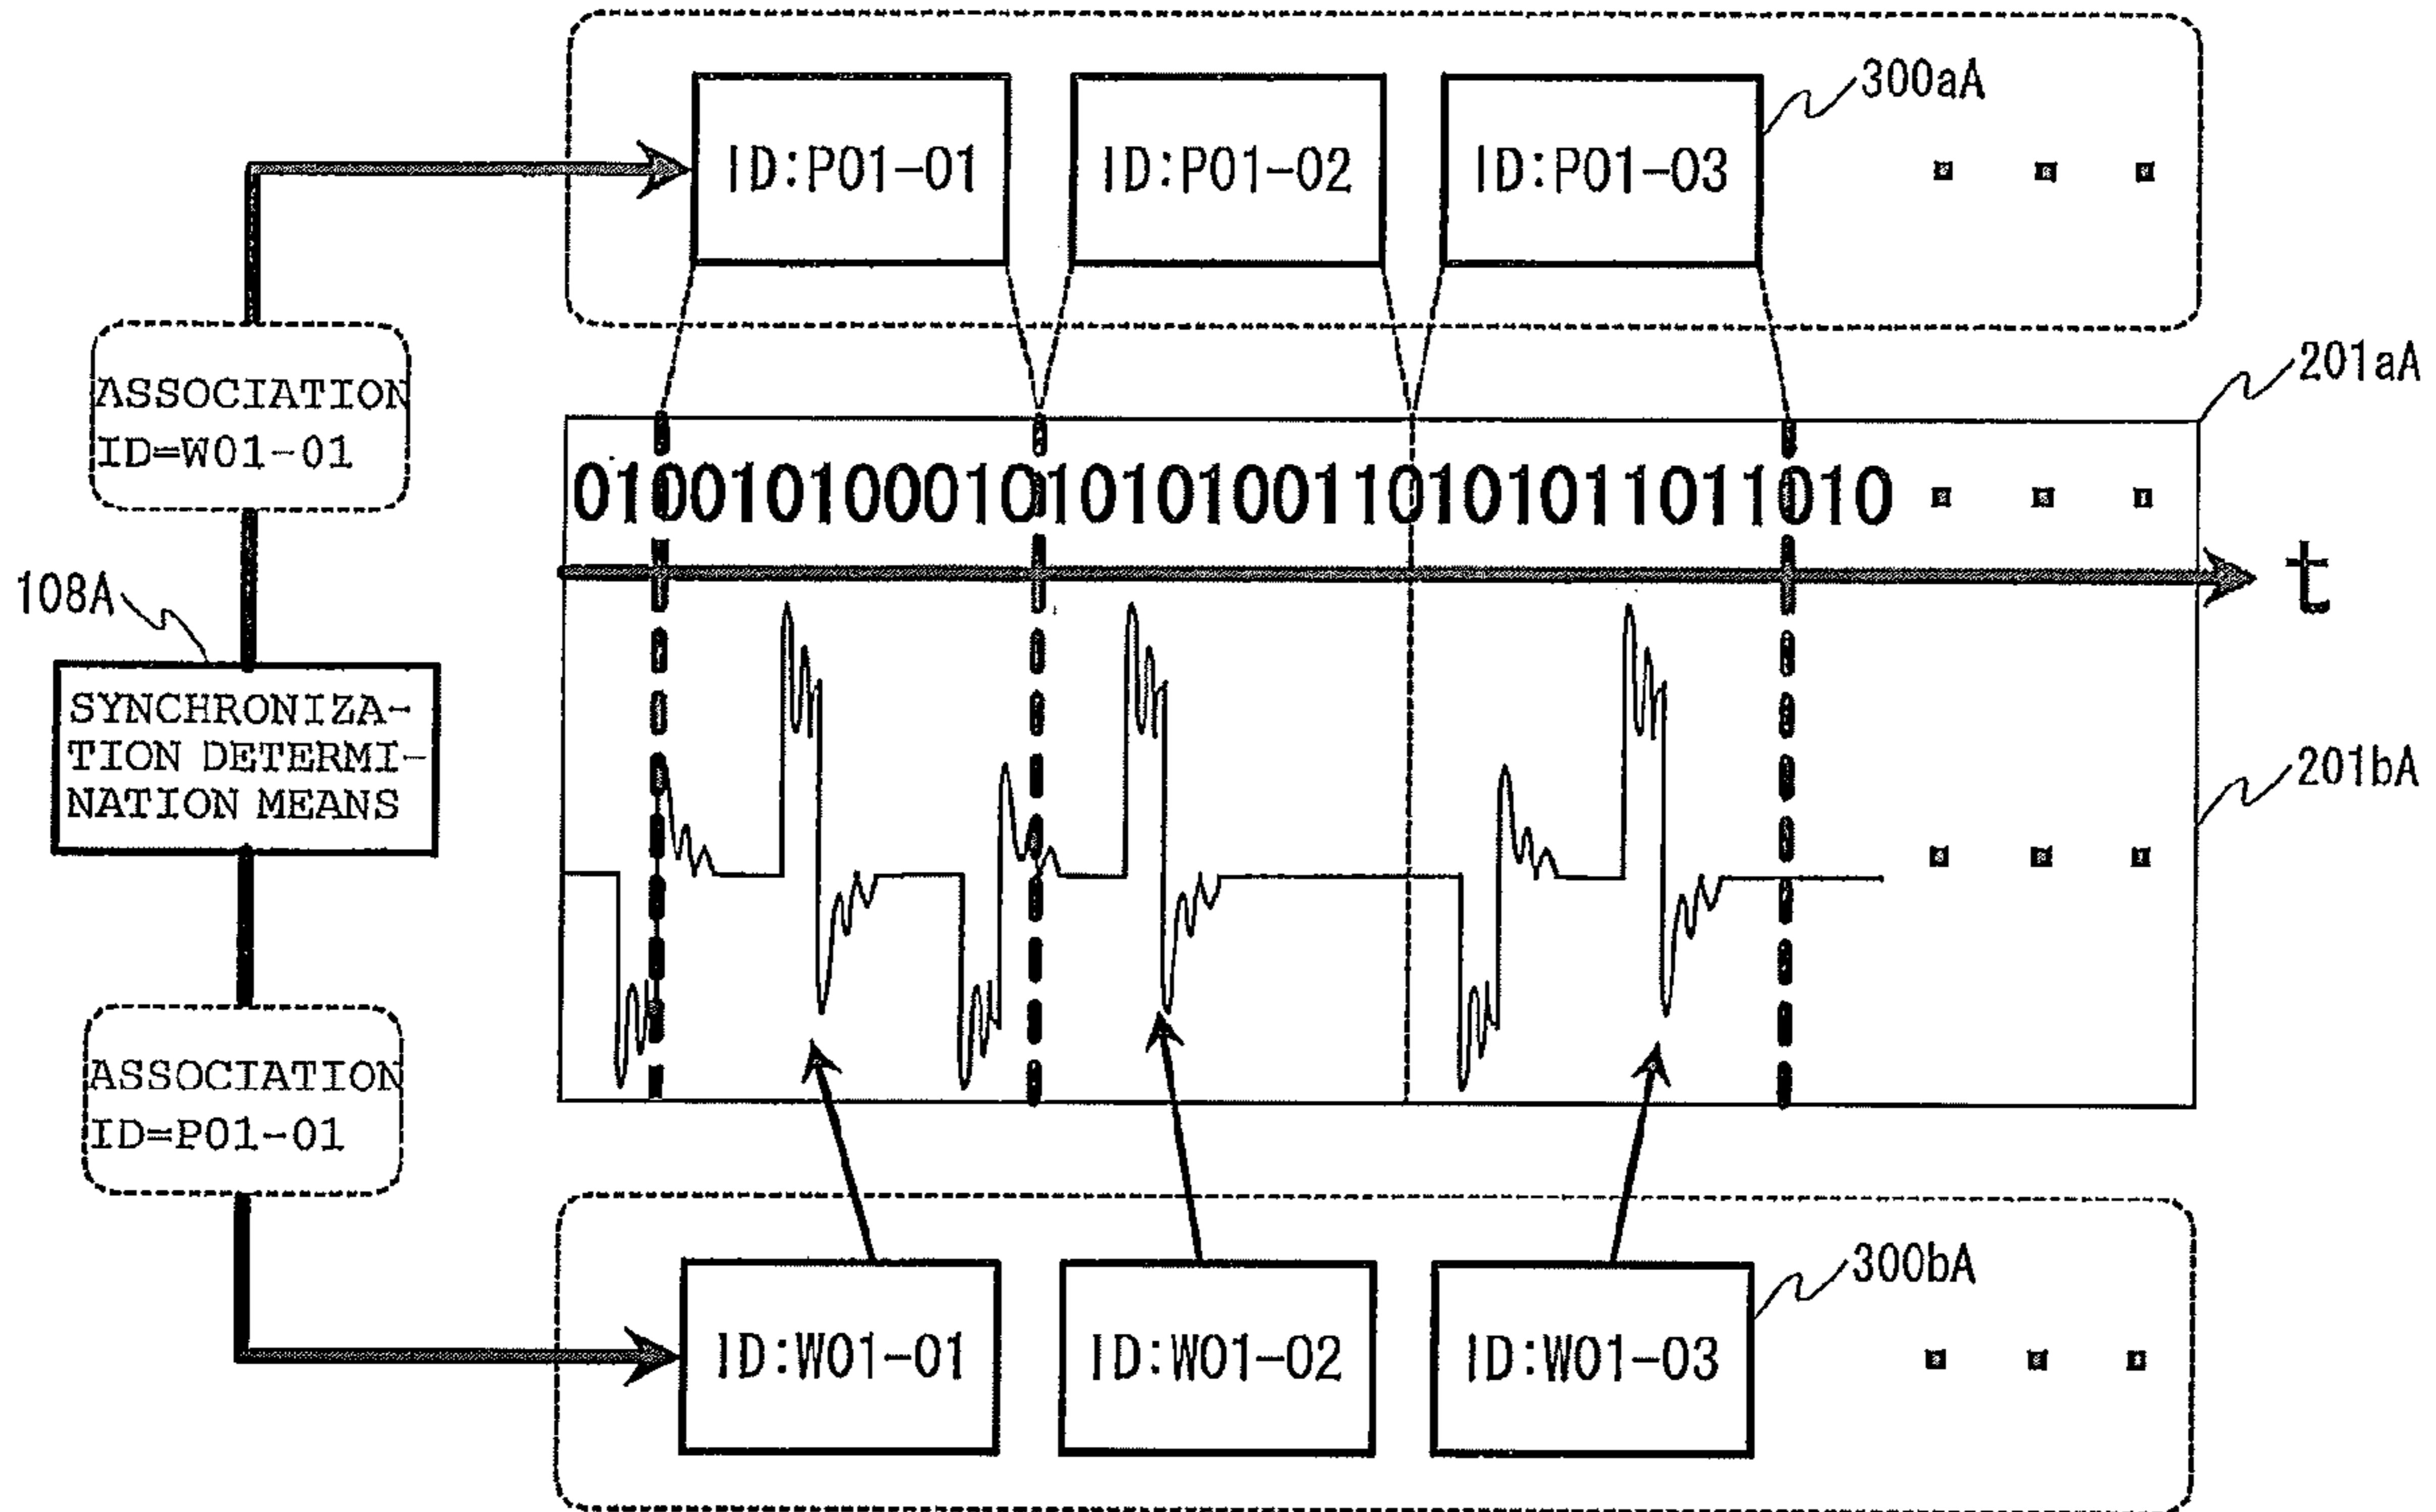 300aA
ID:P01-01
ID:P01-02
ID:P01-03
201aA
ASSOCIATION
ID=W01-01
0100101000101010100110101011011010
t
108A
SYNCHRONIZA-
TION DETERMI-
NATION MEANS
201bA
ASSOCIATION
ID=P01-01
300bA
ID:W01-01
ID:W01-02
ID:W01-03